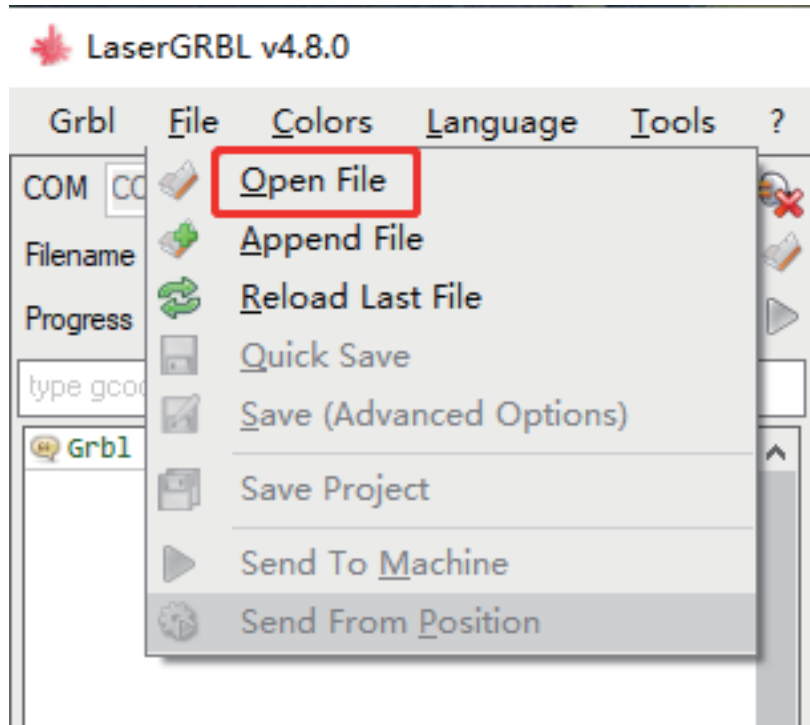 LaserGRBL v4.8.0
Grbl File Colors Language Tools ?
COM
Open File
Append File
Filename
Reload Last File
Progress
Quick Save
type
Save (Advanced Options)
Grbl
Save Project
Send To Machine
Send From Position